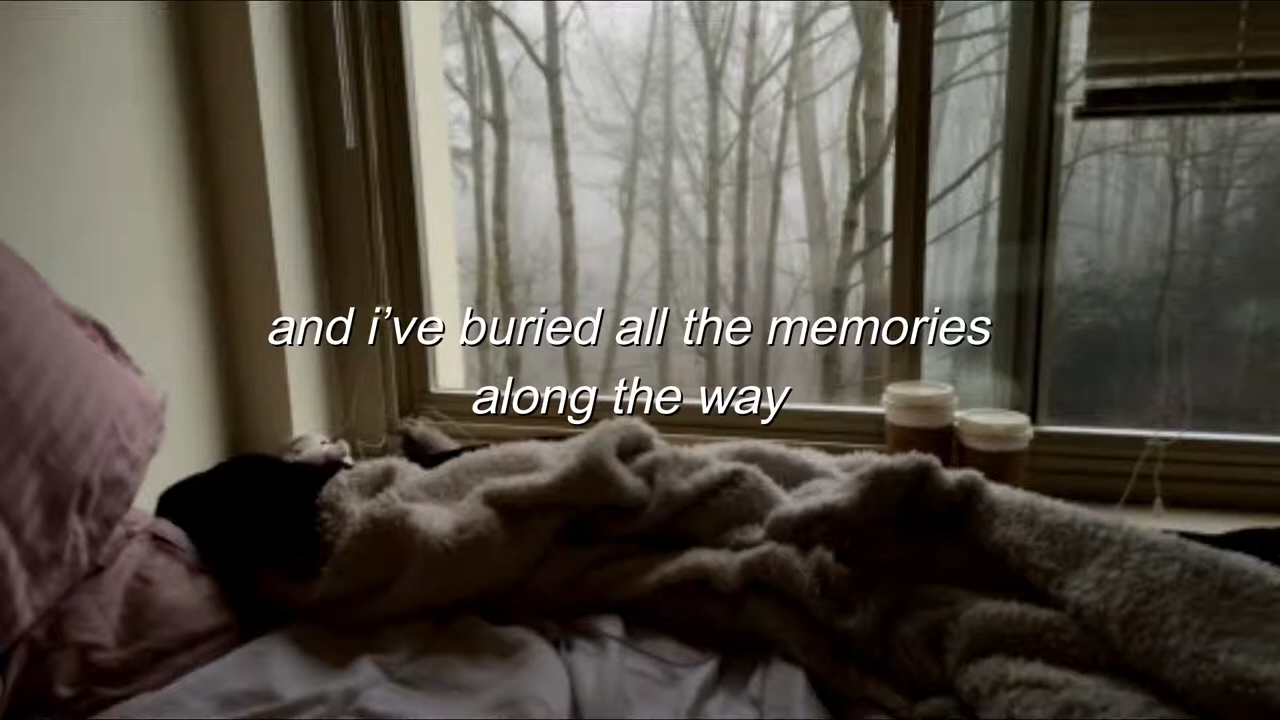 and i’ve buried all the memories
along the way